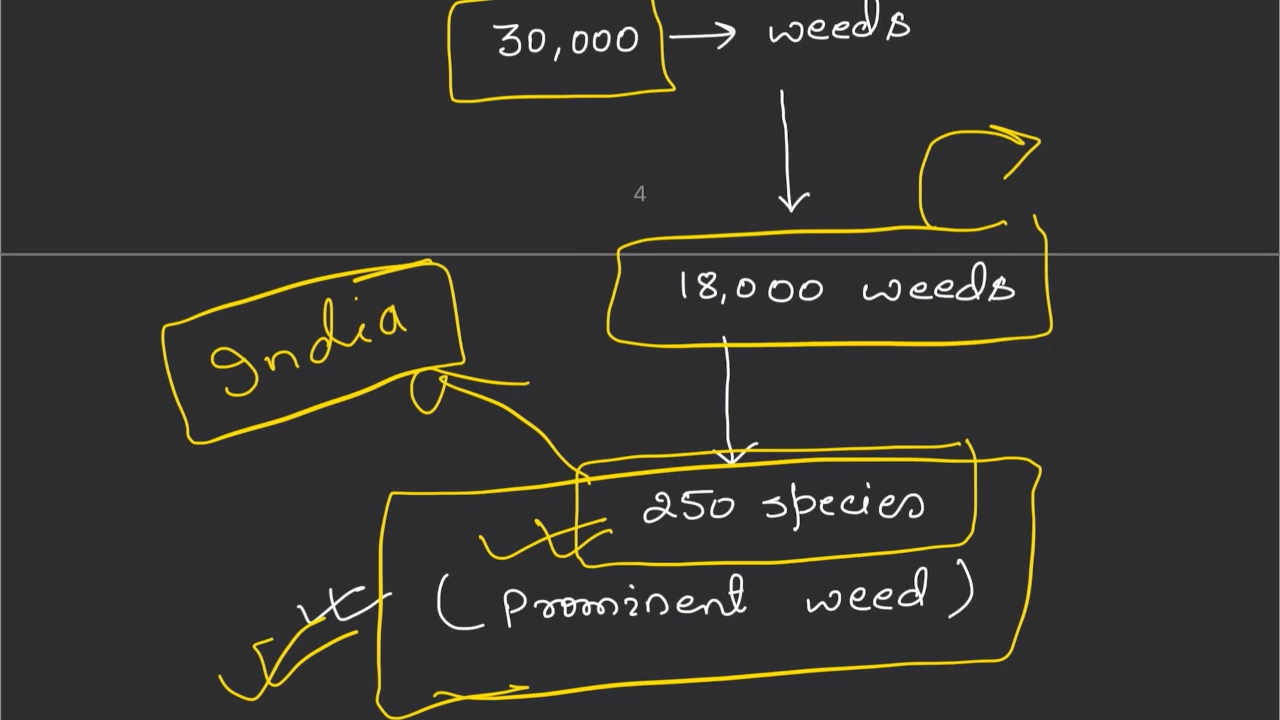 30,000 → weeds
4
18,000 weeds
India
250 species
(Prominent weed)